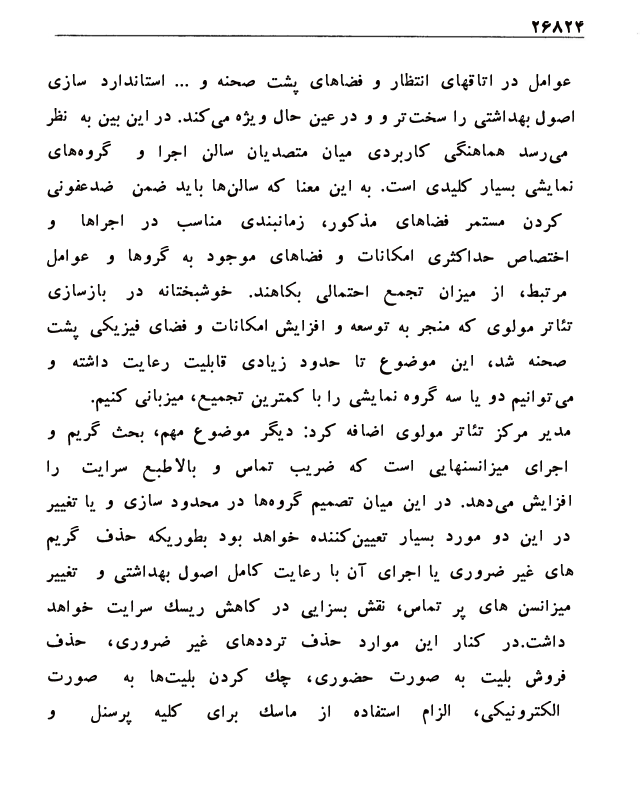 ۲۶۸۲۴
عوامل در اتاقهای انتظار و فضاهای پشت صحنه و ... استاندارد سازی
اصول بهداشتی را سخت‌تر و و در عین حال ویژه می‌کند. در این بین به نظر
می‌رسد هماهنگی کاربردی میان متصدیان سالن اجرا و گروه‌های
نمایشی بسیار کلیدی است. به این معنا که سالن‌ها باید ضمن ضدعفونی
کردن مستمر فضاهای مذکور، زمانبندی مناسب در اجراها و
اختصاص حداکثری امکانات و فضاهای موجود به گروها و عوامل
مرتبط، از میزان تجمع احتمالی بکاهند. خوشبختانه در بازسازی
تئاتر مولوی که منجر به توسعه و افزایش امکانات و فضای فیزیکی پشت
صحنه شد، این موضوع تا حدود زیادی قابلیت رعایت داشته و
می‌توانیم دو یا سه گروه نمایشی را با کمترین تجمیع، میزبانی کنیم.
مدیر مرکز تئاتر مولوی اضافه کرد: دیگر موضوع مهم، بحث گریم و
اجرای میزانسنهایی است که ضریب تماس و بالاطبع سرایت را
افزایش می‌دهد. در این میان تصمیم گروه‌ها در محدود سازی و یا تغییر
در این دو مورد بسیار تعیین‌کننده خواهد بود بطوریکه حذف گریم
های غیر ضروری یا اجرای آن با رعایت کامل اصول بهداشتی و تغییر
میزانسن های پر تماس، نقش بسزایی در کاهش ریسك سرایت خواهد
داشت.در کنار این موارد حذف ترددهای غیر ضروری، حذف
فروش بلیت به صورت حضوری، چك کردن بلیت‌ها به صورت
الکترونیکی، الزام استفاده از ماسك برای کلیه پرسنل و